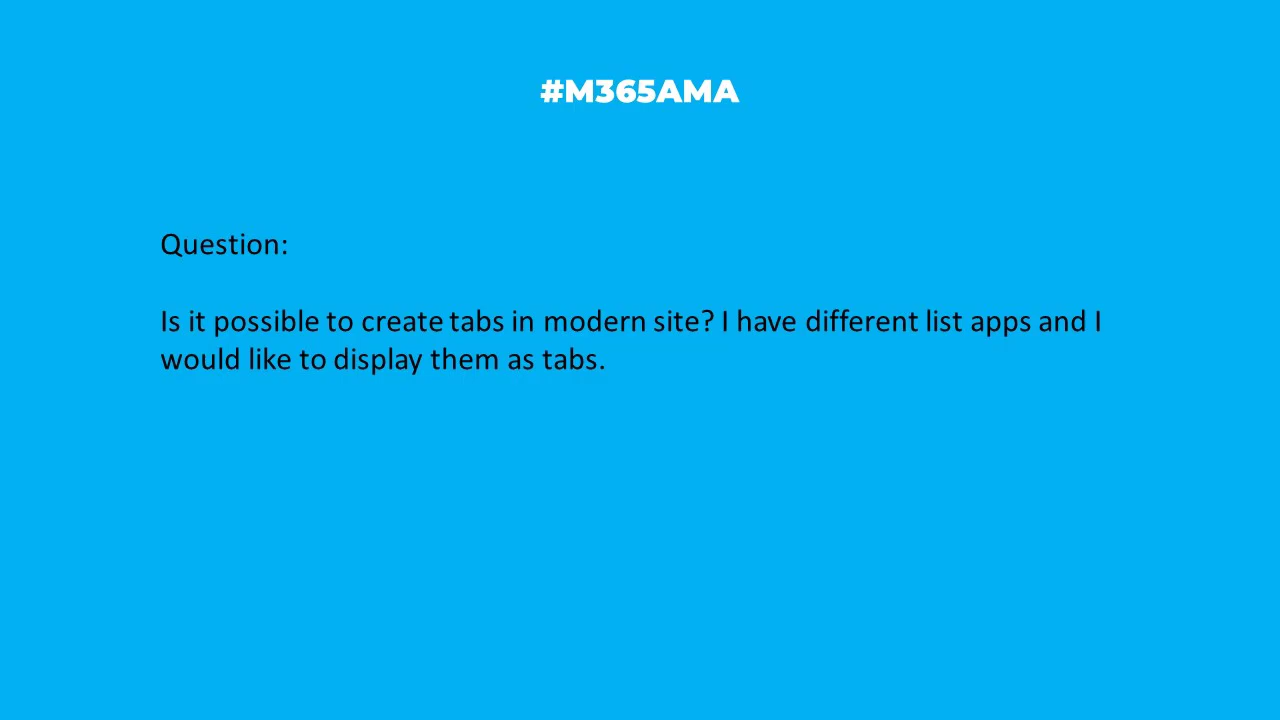 #M365AMA
Question:
Is it possible to create tabs in modern site? I have different list apps and I
would like to display them as tabs.